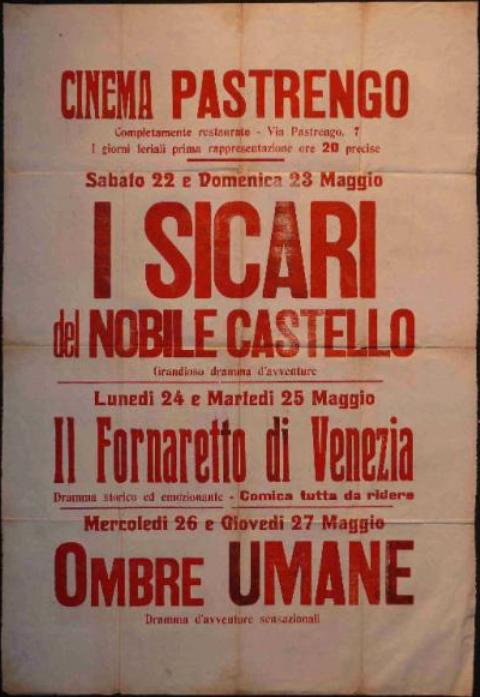 CINEMA PASTRENGO
Completamente restaurato - Via Pastrengo, 7
I giorni feriali prima rappresentazione ore 20 precise
Sabato 22 e Domenica 23 Maggio
I SICARI
del NOBILE CASTELLO
Grandioso dramma d'avventure
Lunedì 24 e Martedì 25 Maggio
Il Fornaretto di Venezia
Dramma storico ed emozionante - Comica tutta da ridere
Mercoledì 26 e Giovedì 27 Maggio
OMBRE UMANE
Dramma d'avventure sensazionali